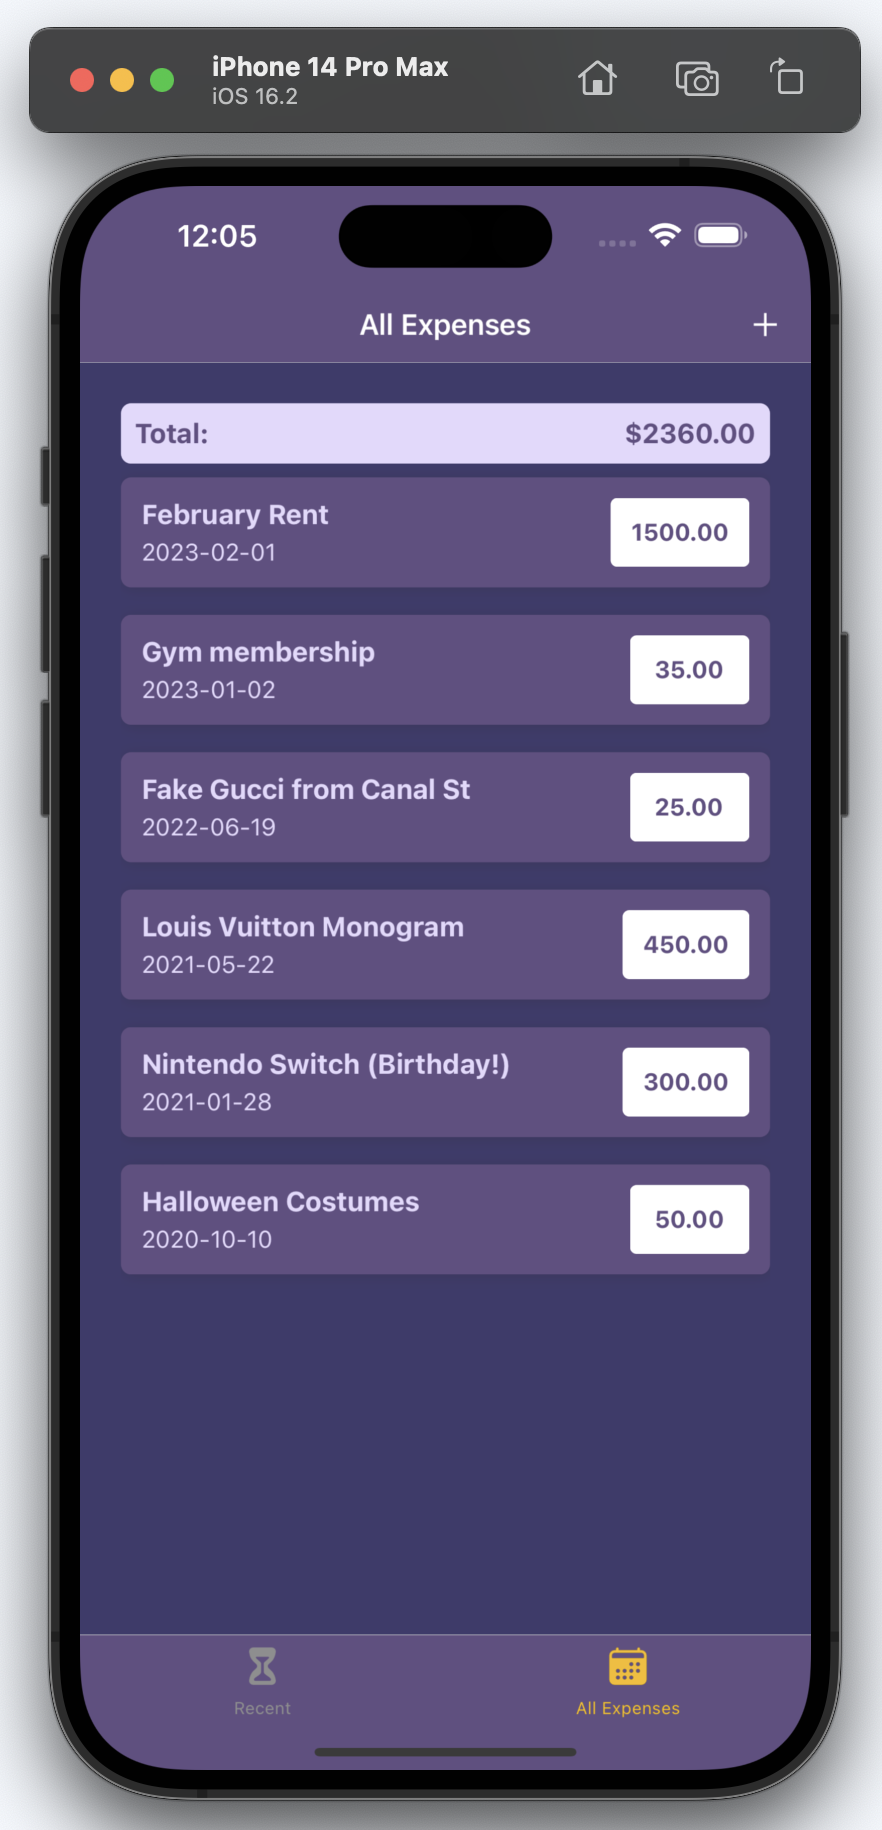 iPhone 14 Pro Max
iOS 16.2
12:05
All Expenses
+
Total: $2360.00
February Rent
2023-02-01
1500.00
Gym membership
2023-01-02
35.00
Fake Gucci from Canal St
2022-06-19
25.00
Louis Vuitton Monogram
2021-05-22
450.00
Nintendo Switch (Birthday!)
2021-01-28
300.00
Halloween Costumes
2020-10-10
50.00
Recent
All Expenses